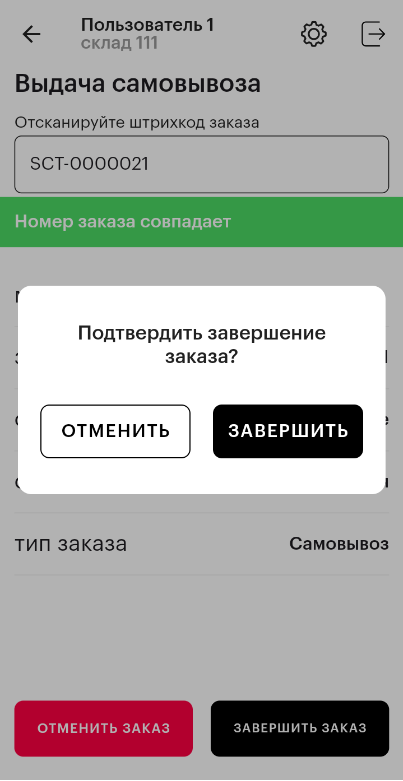 Пользователь 1
склад 111
Выдача самовывоза
Отсканируйте штрихкод заказа
SCT-0000021
Номер заказа совпадает
Подтвердить завершение
заказа?
ОТМЕНИТЬ
ЗАВЕРШИТЬ
тип заказа
Самовывоз
ОТМЕНИТЬ ЗАКАЗ
ЗАВЕРШИТЬ ЗАКАЗ